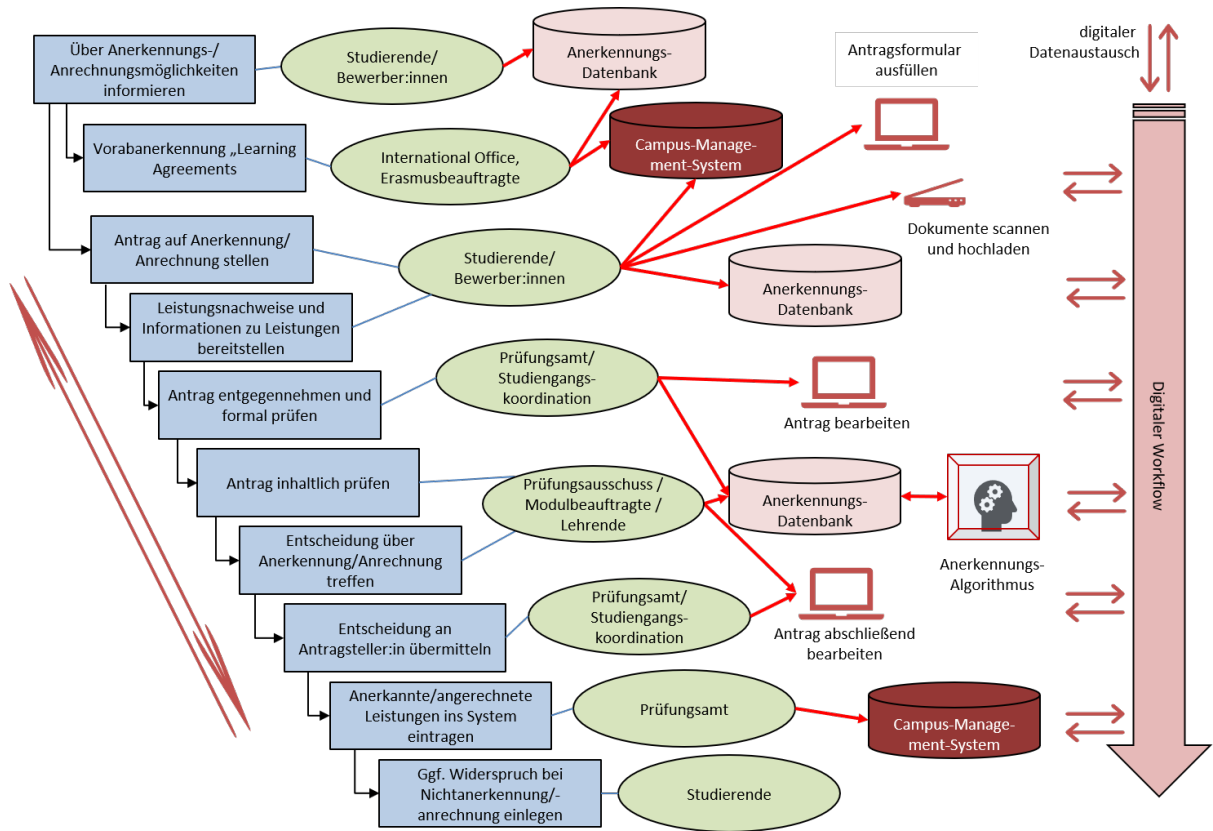 Über Anerkennungs-/
Anrechnungsmöglichkeiten
informieren
Studierende/
Bewerber:innen
Anerkennungs-
Datenbank
Antragsformular
ausfüllen
digitaler
Datenaustausch
Vorabanerkennung „Learning
Agreements
International Office,
Erasmusbeauftragte
Campus-Manage-
ment-System
Antrag auf Anerkennung/
Anrechnung stellen
Studierende/
Bewerber:innen
Dokumente scannen
und hochladen
Leistungsnachweise und
Informationen zu Leistungen
bereitstellen
Anerkennungs-
Datenbank
Antrag entgegennehmen und
formal prüfen
Prüfungsamt/
Studiengangs-
koordination
Antrag bearbeiten
Digitaler Workflow
Antrag inhaltlich prüfen
Prüfungsausschuss /
Modulbeauftragte /
Lehrende
Anerkennungs-
Datenbank
Anerkennungs-
Algorithmus
Entscheidung über
Anerkennung/Anrechnung
treffen
Entscheidung an
Antragsteller:in übermitteln
Prüfungsamt/
Studiengangs-
koordination
Antrag abschließend
bearbeiten
Anerkannte/angerechnete
Leistungen ins System
eintragen
Prüfungsamt
Campus-Manage-
ment-System
Ggf. Widerspruch bei
Nichtanerkennung/-
anrechnung einlegen
Studierende